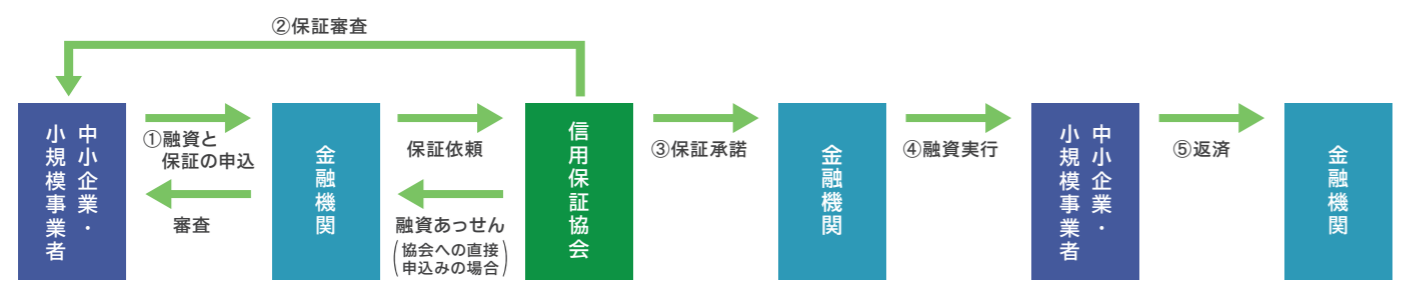 ②保証審査
中小企業・
小規模事業者
①融資と
保証の申込
審査
金融機関
保証依頼
融資あっせん
(協会への直接
申込みの場合)
信用保証協会
③保証承諾
金融機関
④融資実行
中小企業・
小規模事業者
⑤返済
金融機関